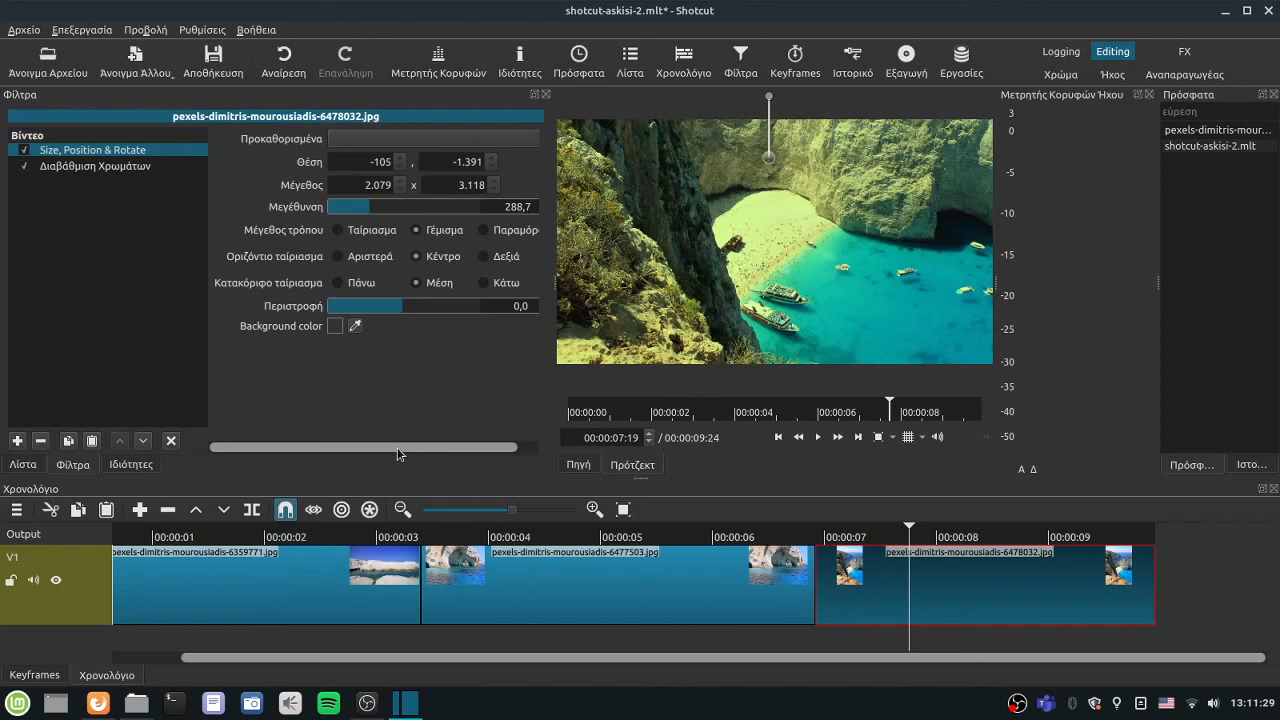 shotcut-askisi-2.mlt* - Shotcut
Αρχείο Επεξεργασία Προβολή Ρυθμίσεις Βοήθεια
Άνοιγμα Αρχείου Άνοιγμα Άλλου Αποθήκευση Αναίρεση Επανάληψη Μετρητής Κορυφών Ιδιότητες Πρόσφατα Λίστα Χρονολόγιο Φίλτρα Keyframes Ιστορικό Εξαγωγή Εργασίες
Logging Editing FX
Χρώμα Ήχος Αναπαραγωγέας
Φίλτρα
pexels-dimitris-mourousiadis-6478032.jpg
Βίντεο
Size, Position & Rotate
Διαβάθμιση Χρωμάτων
Προκαθορισμένα
Θέση -105 , -1.391
Μέγεθος 2.079 x 3.118
Μεγέθυνση 288,7
Μέγεθος τρόπου Ταίριασμα Γέμισμα Παραμόρ
Οριζόντιο ταίριασμα Αριστερά Κέντρο Δεξιά
Κατακόριφο ταίριασμα Πάνω Μέση Κάτω
Περιστροφή 0,0
Background color
Λίστα Φίλτρα Ιδιότητες
00:00:00 00:00:02 00:00:04 00:00:06 00:00:08
00:00:07:19 / 00:00:09:24
Πηγή Πρότζεκτ
Μετρητής Κορυφών Ήχου
3
0
-5
-10
-15
-20
-25
-30
-35
-40
-50
Α Δ
Πρόσφατα
εύρεση
pexels-dimitris-mour...
shotcut-askisi-2.mlt
Πρόσφ... Ιστο...
Χρονολόγιο
Output
00:00:01 00:00:02 00:00:03 00:00:04 00:00:05 00:00:06 00:00:07 00:00:08 00:00:09
V1
pexels-dimitris-mourousiadis-6359771.jpg pexels-dimitris-mourousiadis-6477503.jpg pexels-dimitris-mourousiadis-6478032.jpg
Keyframes Χρονολόγιο
13:11:29